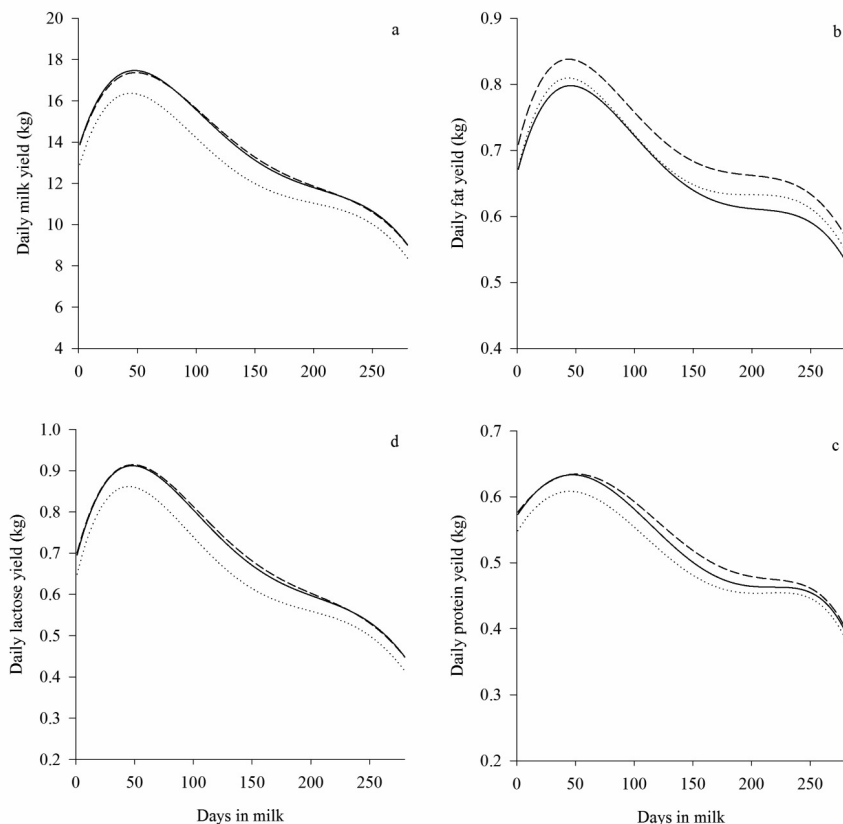 a
Daily milk yield (kg)
20
18
16
14
12
10
8
6
4
0 50 100 150 200 250
b
Daily fat yeild (kg)
0.9
0.8
0.7
0.6
0.5
0.4
0 50 100 150 200 250
d
Daily lactose yield (kg)
1.0
0.9
0.8
0.7
0.6
0.5
0.4
0.3
0.2
0 50 100 150 200 250
Days in milk
c
Daily protein yeild (kg)
0.7
0.6
0.5
0.4
0.3
0.2
0 50 100 150 200 250
Days in milk